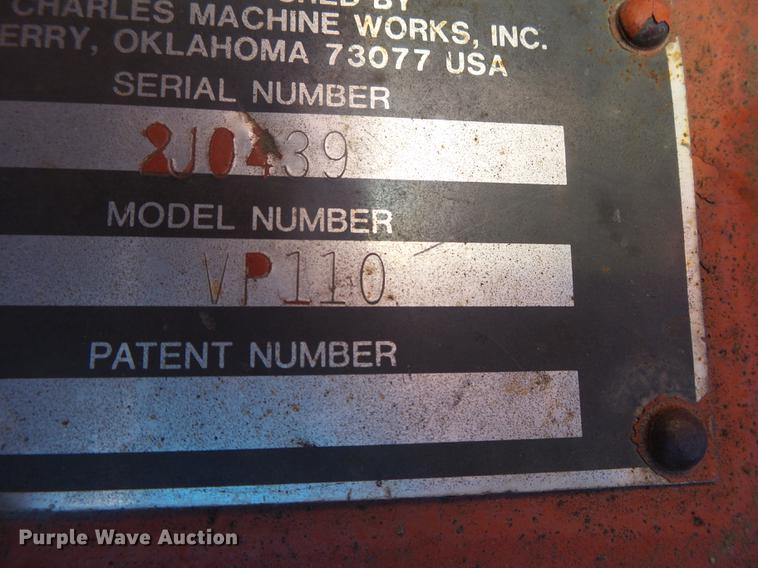 BY
CHARLES MACHINE WORKS, INC.
ERRY, OKLAHOMA 73077 USA
SERIAL NUMBER
2J0439
MODEL NUMBER
VP110
PATENT NUMBER
Purple Wave Auction